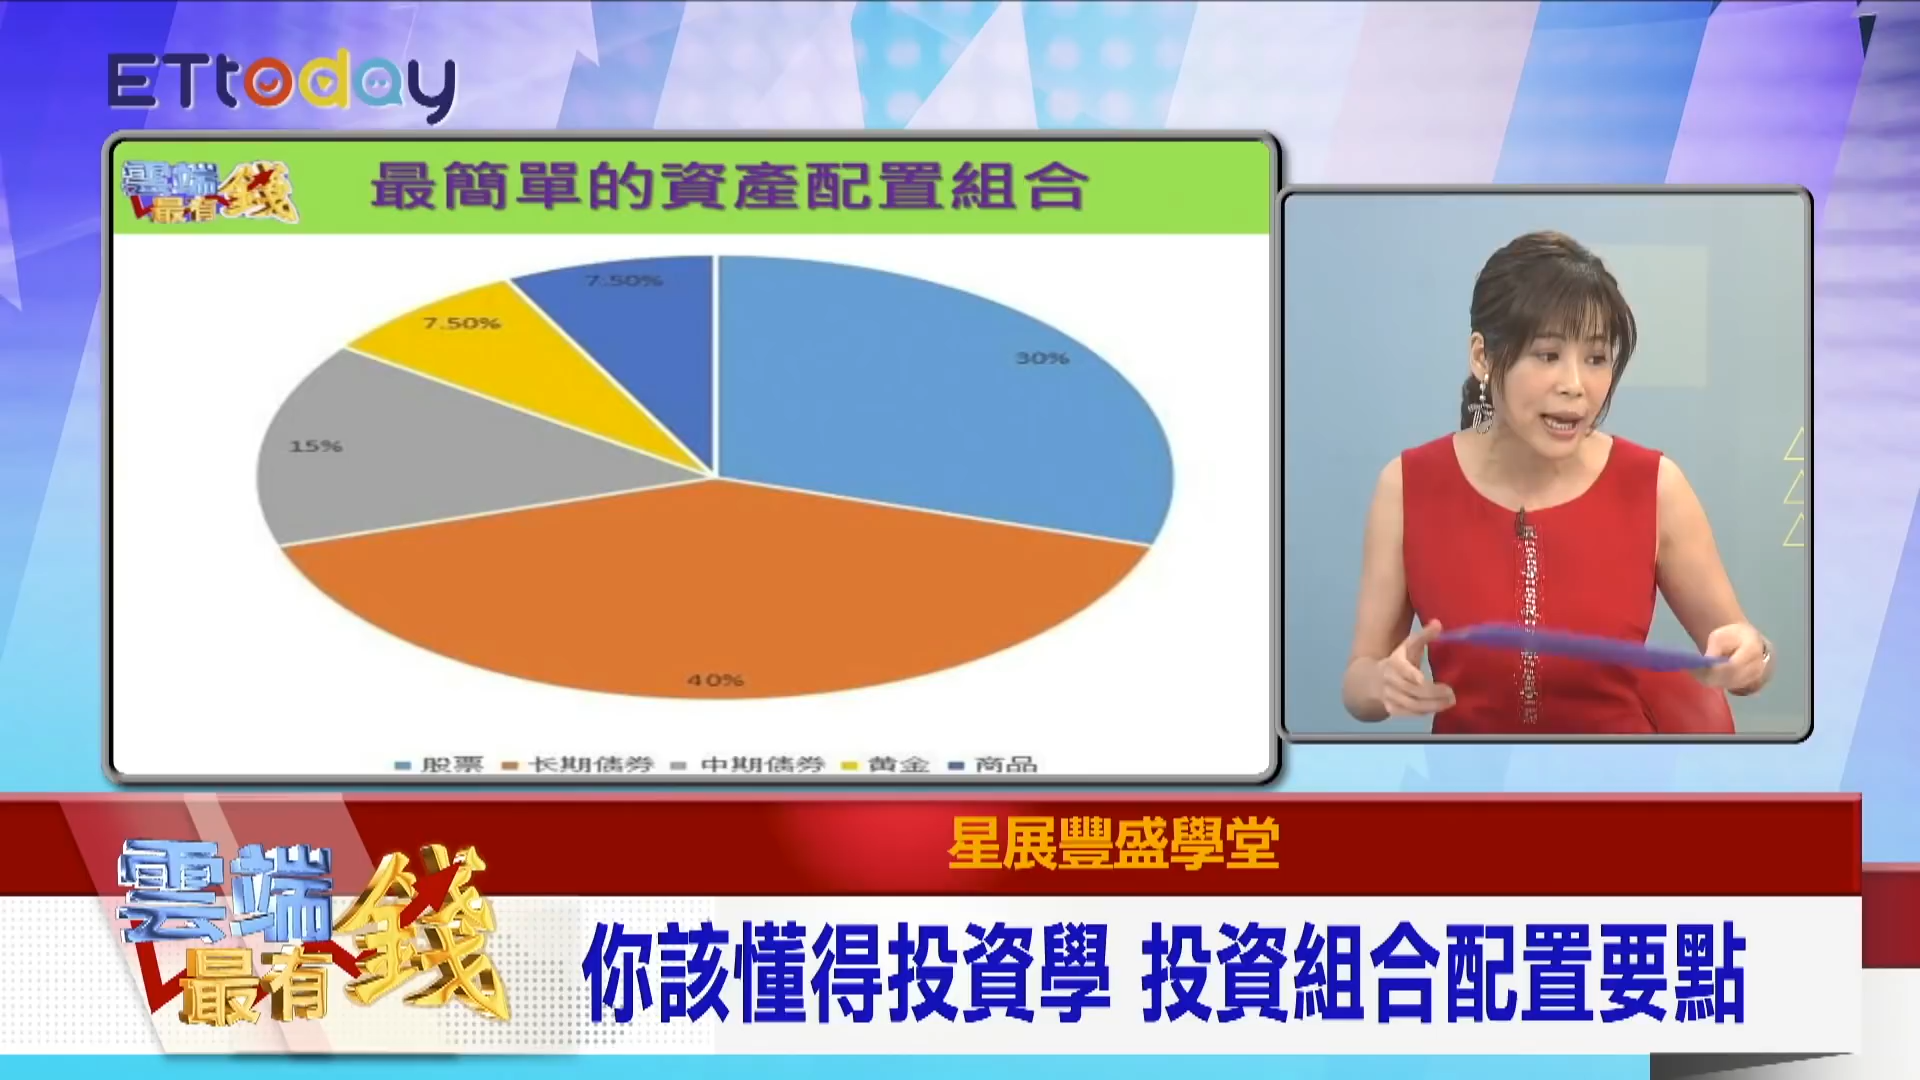 ETtoday
雲端
最有錢
最簡單的資產配置組合
7.50%
7.50%
30%
15%
40%
股票 长期债券 中期债券 黄金 商品
星展豐盛學堂
雲端
最有錢
你該懂得投資學 投資組合配置要點